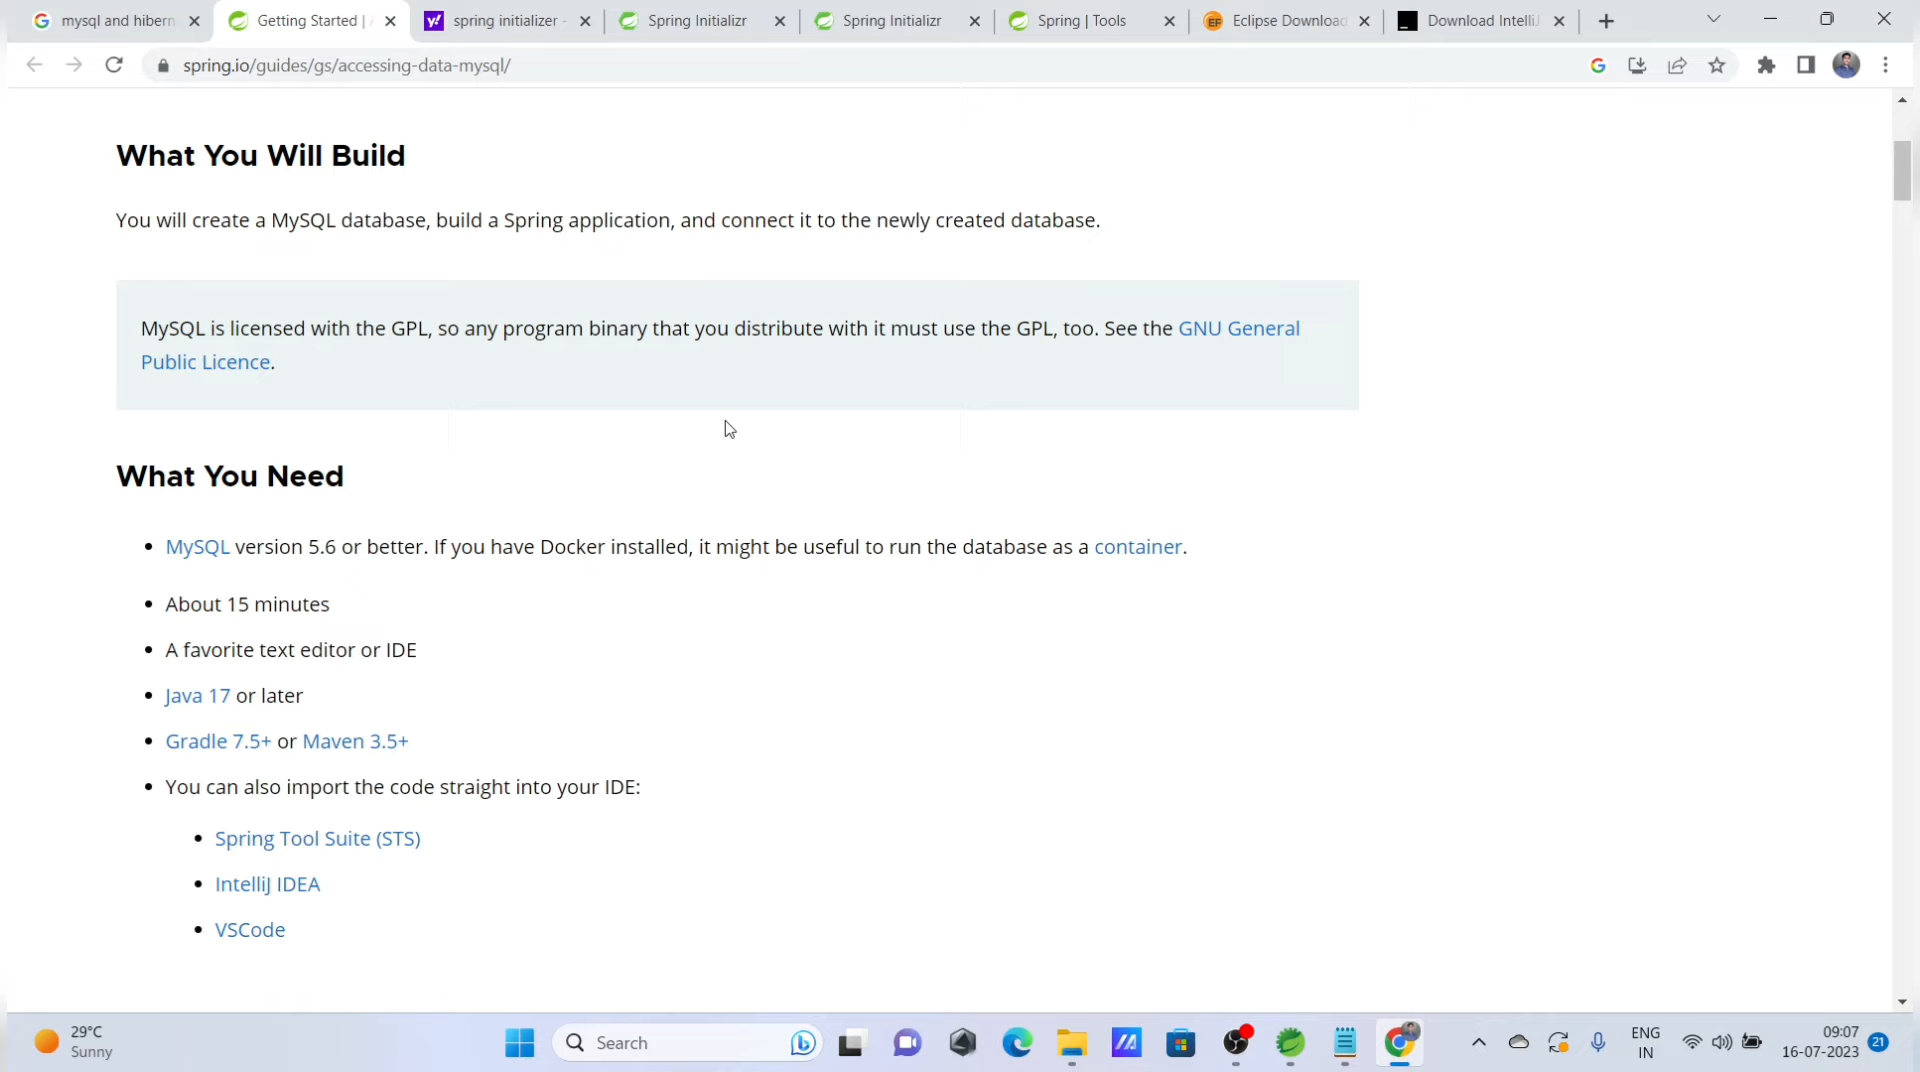 mysql and hibern
Getting Started |
spring initializer -
Spring Initializr
Spring Initializr
Spring | Tools
Eclipse Download
Download IntelliJ
spring.io/guides/gs/accessing-data-mysql/
What You Will Build
You will create a MySQL database, build a Spring application, and connect it to the newly created database.
MySQL is licensed with the GPL, so any program binary that you distribute with it must use the GPL, too. See the GNU General
Public Licence.
What You Need
• MySQL version 5.6 or better. If you have Docker installed, it might be useful to run the database as a container.
• About 15 minutes
• A favorite text editor or IDE
• Java 17 or later
• Gradle 7.5+ or Maven 3.5+
• You can also import the code straight into your IDE:
• Spring Tool Suite (STS)
• IntelliJ IDEA
• VSCode
29°C
Sunny
Search
ENG
IN
09:07
16-07-2023
21